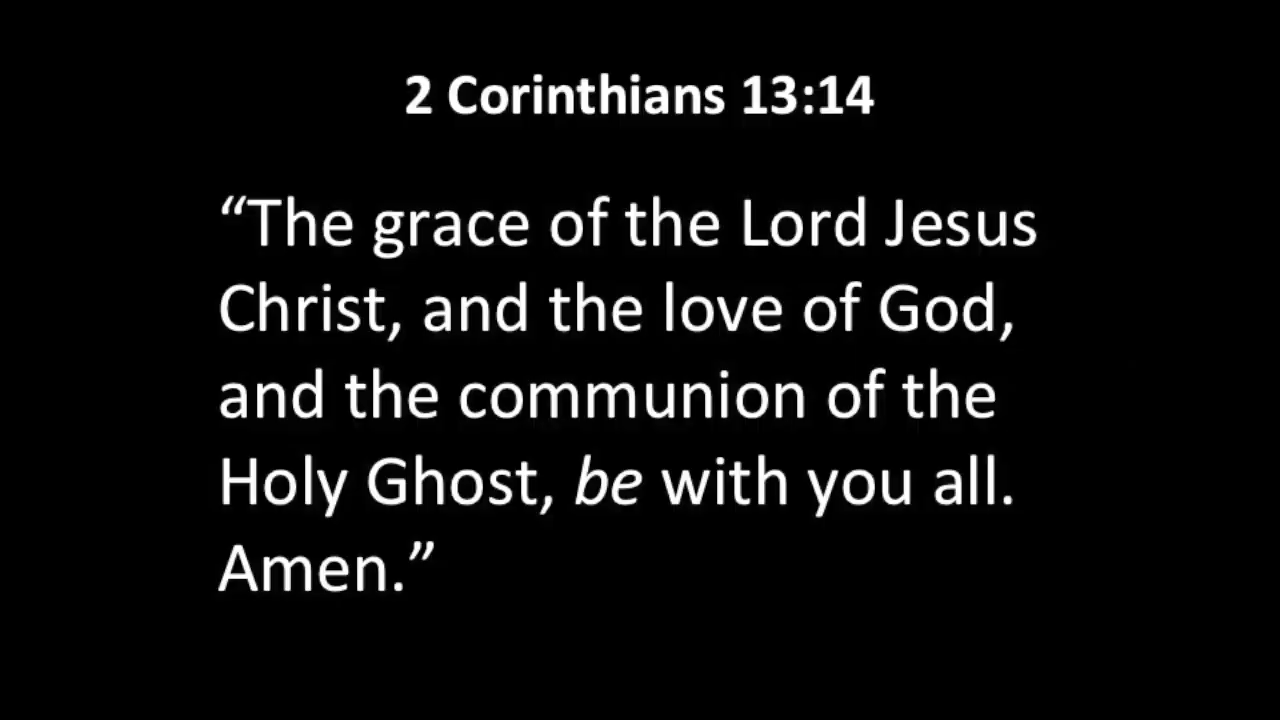 2 Corinthians 13:14
“The grace of the Lord Jesus
Christ, and the love of God,
and the communion of the
Holy Ghost, be with you all.
Amen.”